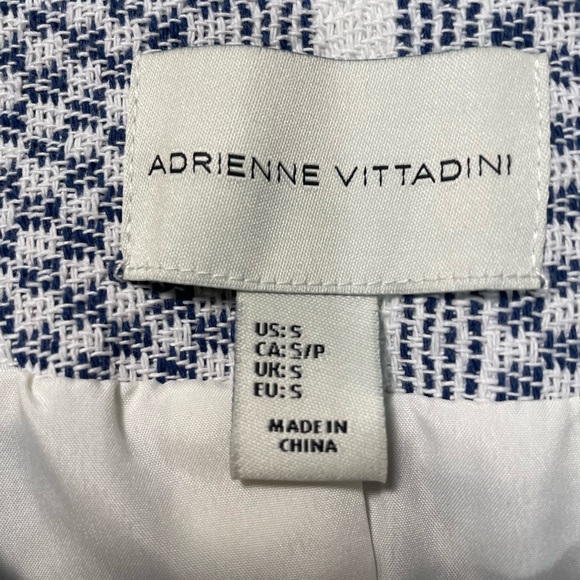 ADRIENNE VITTADINI
US: S
CA: S/P
UK: S
EU: S
MADE IN
CHINA